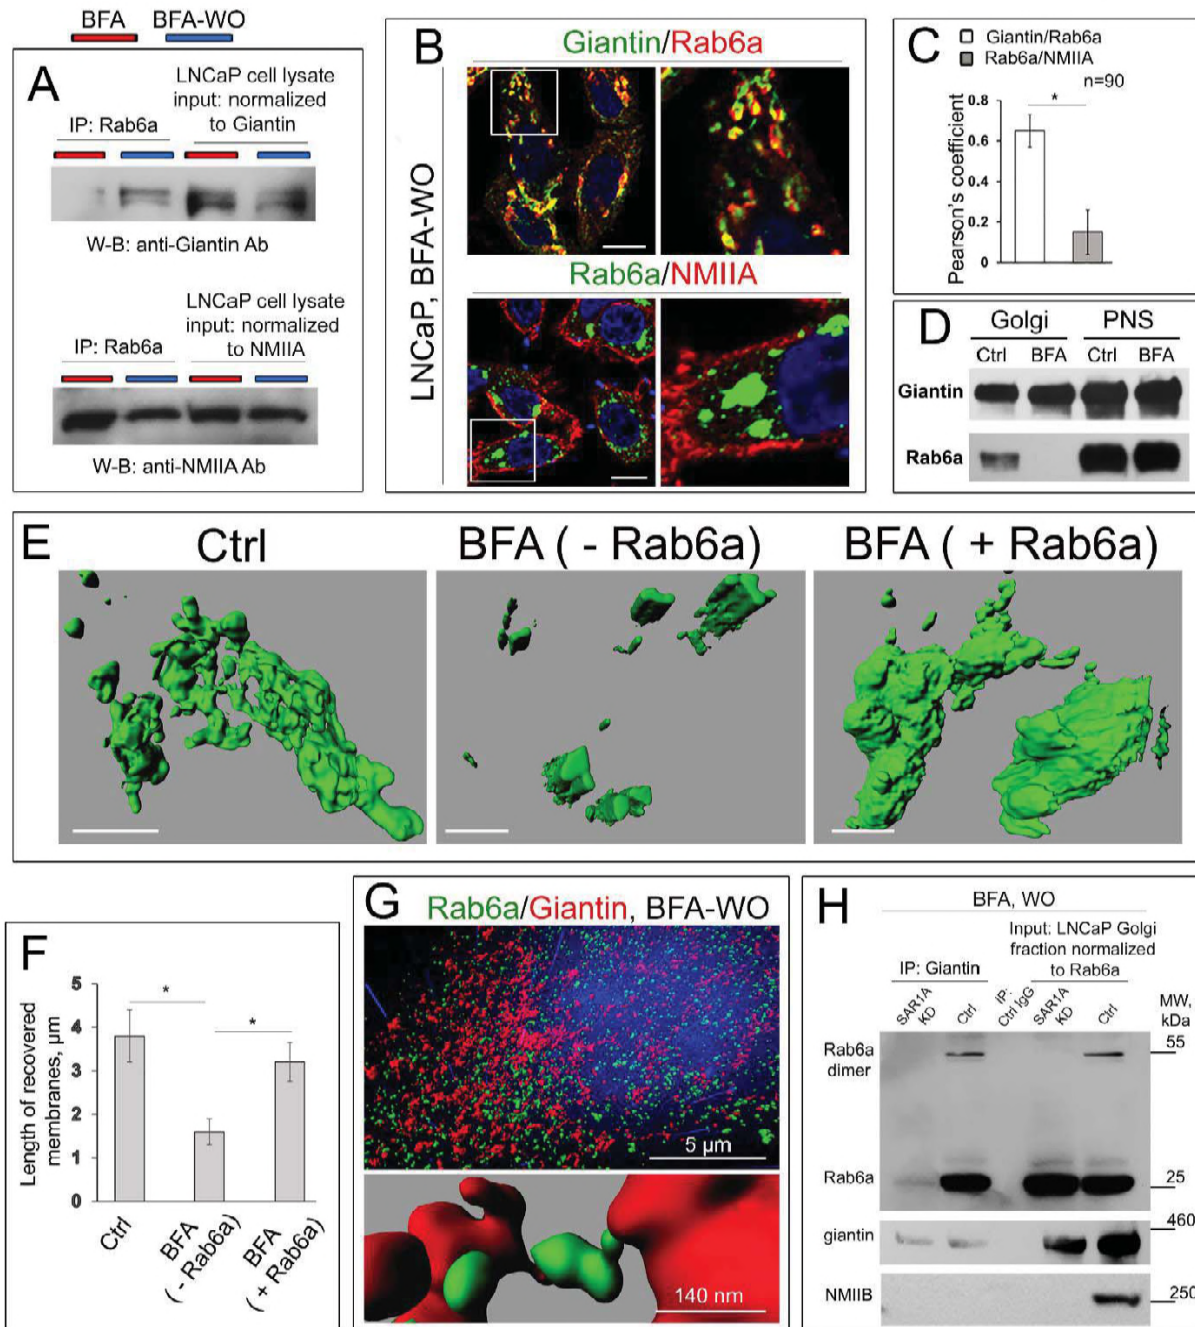 BFA BFA-WO
A
LNCaP cell lysate
input: normalized
to Giantin
IP: Rab6a
W-B: anti-Giantin Ab
LNCaP cell lysate
input: normalized
to NMIIA
IP: Rab6a
W-B: anti-NMIIA Ab
B
Giantin/Rab6a
LNCaP, BFA-WO
Rab6a/NMIIA
C
Giantin/Rab6a
Rab6a/NMIIA
n=90
*
Pearson's coefficient
0.8
0.6
0.4
0.2
0
D
Golgi PNS
Ctrl BFA Ctrl BFA
Giantin
Rab6a
E
Ctrl
BFA ( - Rab6a)
BFA ( + Rab6a)
F
Length of recovered
membranes, µm
5
4
3
2
1
0
* *
Ctrl
BFA
( - Rab6a)
BFA
( + Rab6a)
G
Rab6a/Giantin, BFA-WO
5 µm
140 nm
H
BFA, WO
Input: LNCaP Golgi
fraction normalized
to Rab6a
IP: Giantin
SAR1A
KD
Ctrl
IP:
Ctrl IgG
SAR1A
KD
Ctrl
MW,
kDa
Rab6a
dimer
55
Rab6a
25
giantin
460
NMIIB
250